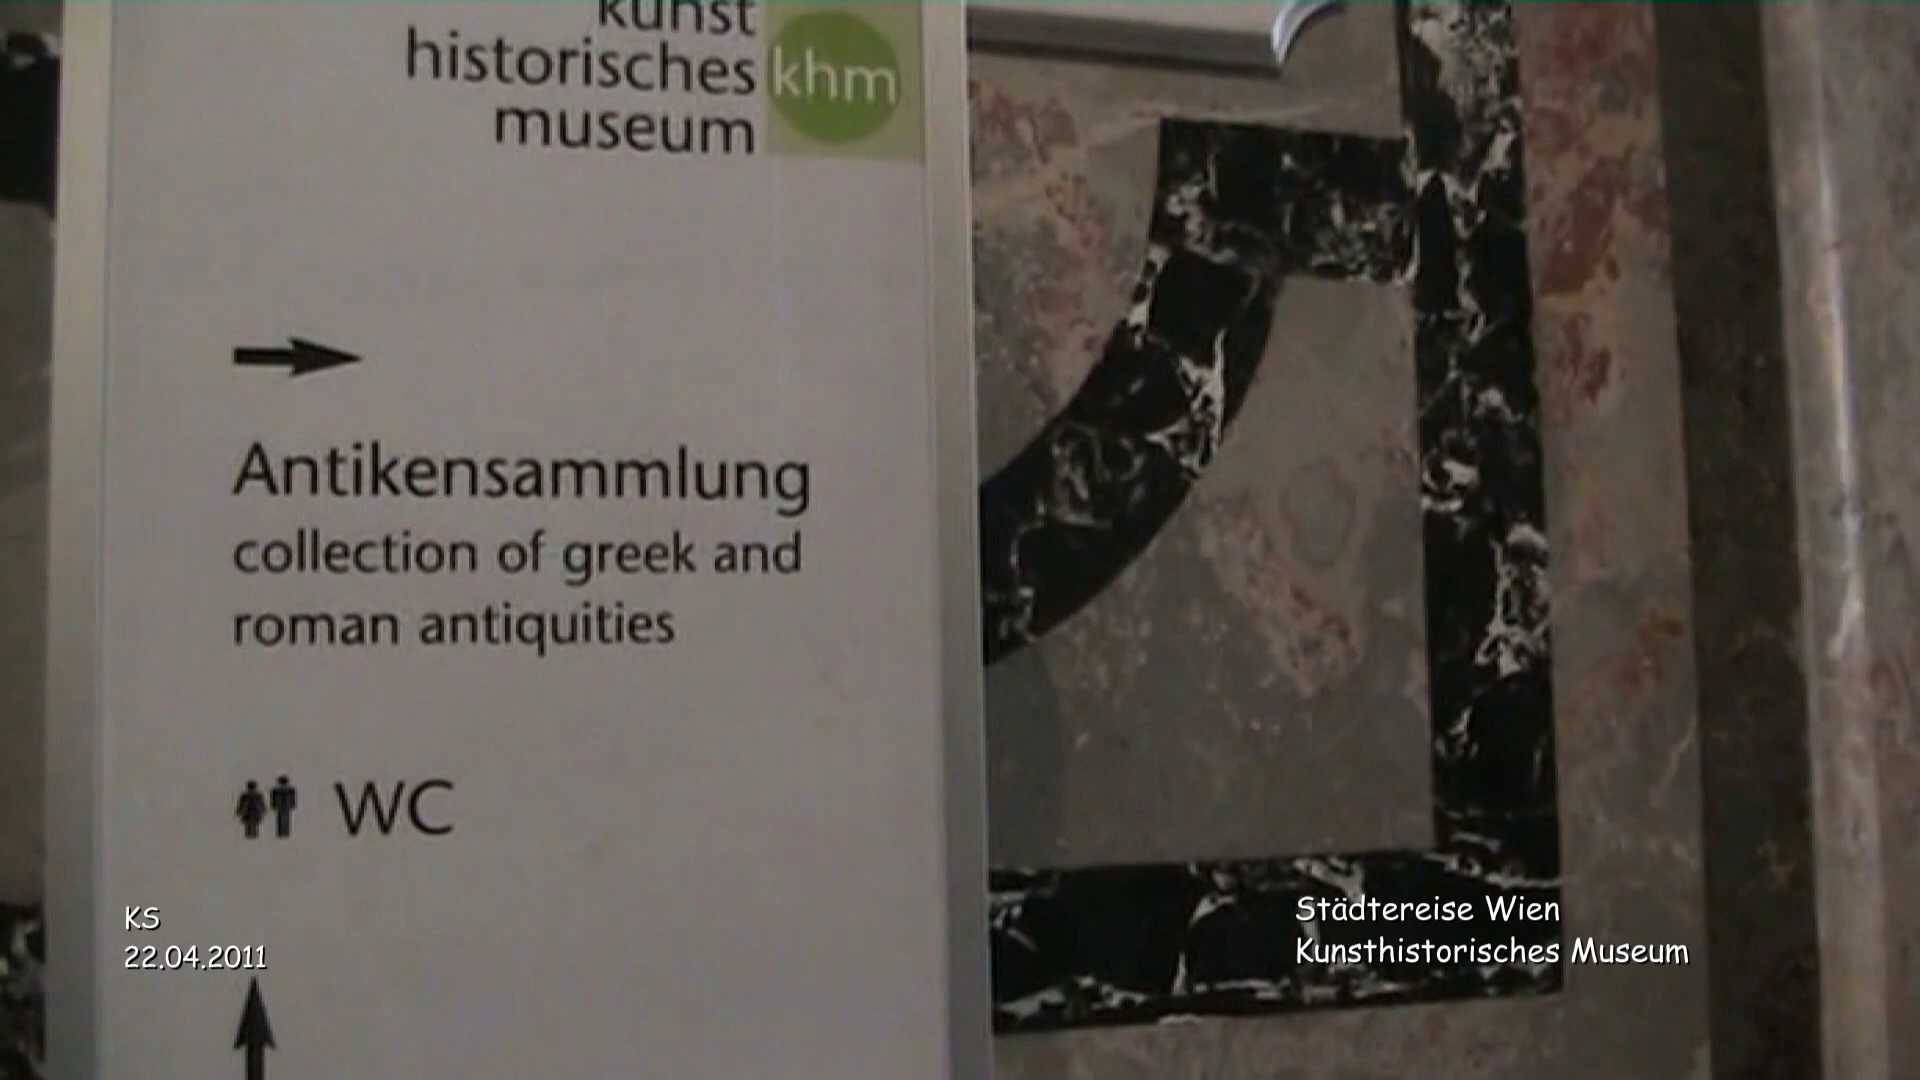 kunst
historisches
museum
khm
Antikensammlung
collection of greek and
roman antiquities
WC
KS
22.04.2011
Städtereise Wien
Kunsthistorisches Museum